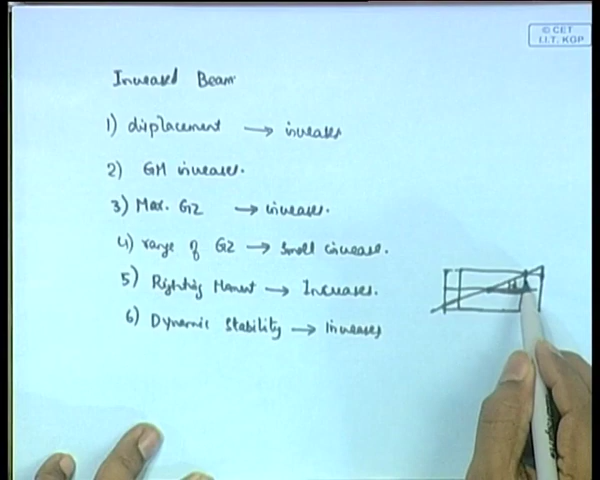 © CET
I.I.T. KGP
Increased Beam
1) displacement → increases
2) GM increases.
3) Max. GZ → increases.
4) range of GZ → Small increase.
5) Righting Moment → Increases.
6) Dynamic Stability → Increases